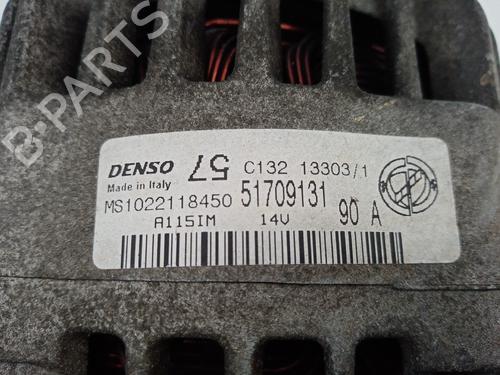 DENSO 57 C132 13303/1
Made in Italy
MS1022118450 51709131
A115IM 14V 90 A
B-PARTS